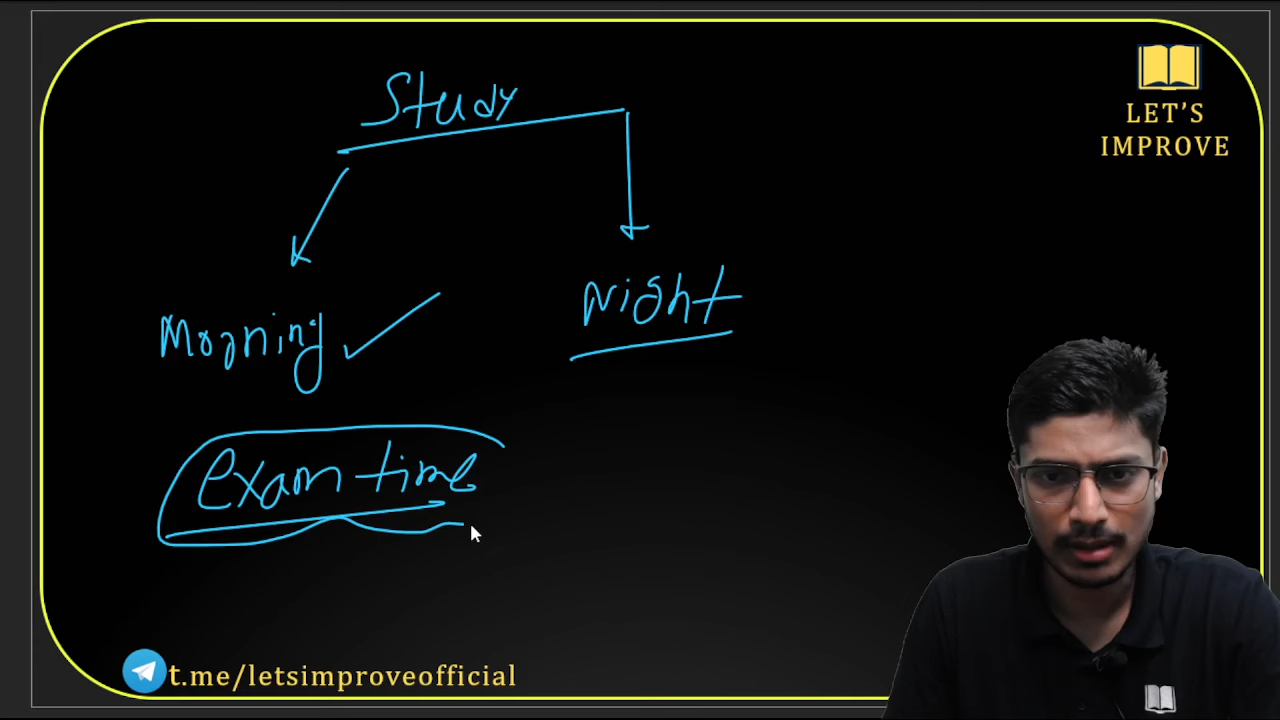 Study
LET'S
IMPROVE
Morning
Night
exam time
t.me/letsimproveofficial